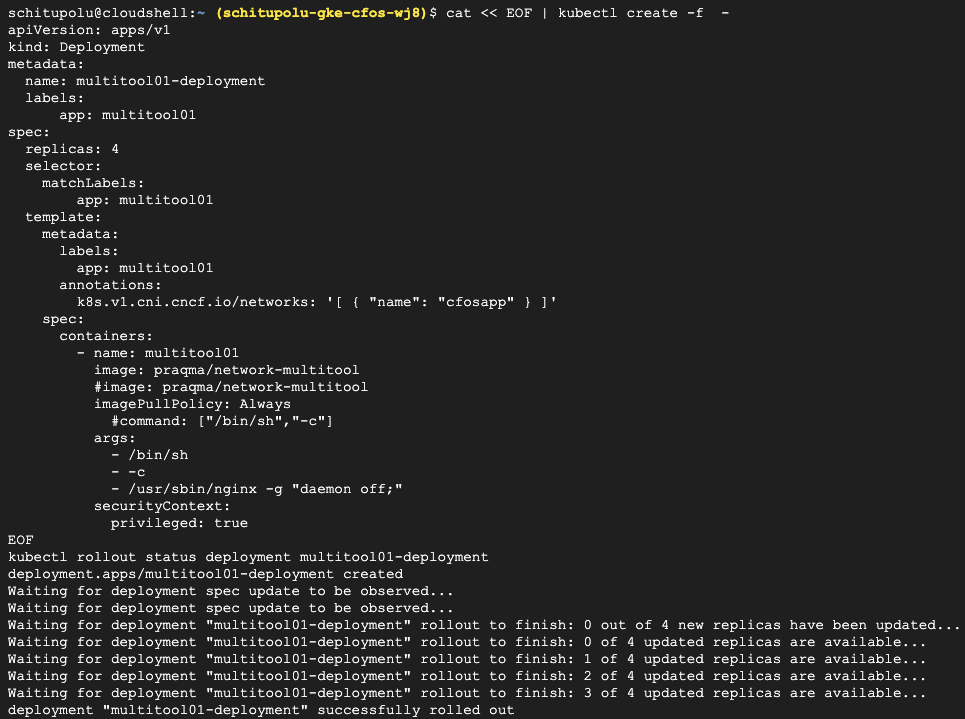 schitupolu@cloudshell:~ (schitupolu-gke-cfos-wj8)$ cat << EOF | kubectl create -f  -
apiVersion: apps/v1
kind: Deployment
metadata:
  name: multitool01-deployment
  labels:
      app: multitool01
spec:
  replicas: 4
  selector:
    matchLabels:
        app: multitool01
  template:
    metadata:
      labels:
        app: multitool01
      annotations:
        k8s.v1.cni.cncf.io/networks: '[ { "name": "cfosapp" } ]'
    spec:
      containers:
        - name: multitool01
          image: praqma/network-multitool
          #image: praqma/network-multitool
          imagePullPolicy: Always
            #command: ["/bin/sh","-c"]
          args:
            - /bin/sh
            - -c
            - /usr/sbin/nginx -g "daemon off;"
          securityContext:
            privileged: true
EOF
kubectl rollout status deployment multitool01-deployment
deployment.apps/multitool01-deployment created
Waiting for deployment spec update to be observed...
Waiting for deployment spec update to be observed...
Waiting for deployment "multitool01-deployment" rollout to finish: 0 out of 4 new replicas have been updated...
Waiting for deployment "multitool01-deployment" rollout to finish: 0 of 4 updated replicas are available...
Waiting for deployment "multitool01-deployment" rollout to finish: 1 of 4 updated replicas are available...
Waiting for deployment "multitool01-deployment" rollout to finish: 2 of 4 updated replicas are available...
Waiting for deployment "multitool01-deployment" rollout to finish: 3 of 4 updated replicas are available...
deployment "multitool01-deployment" successfully rolled out